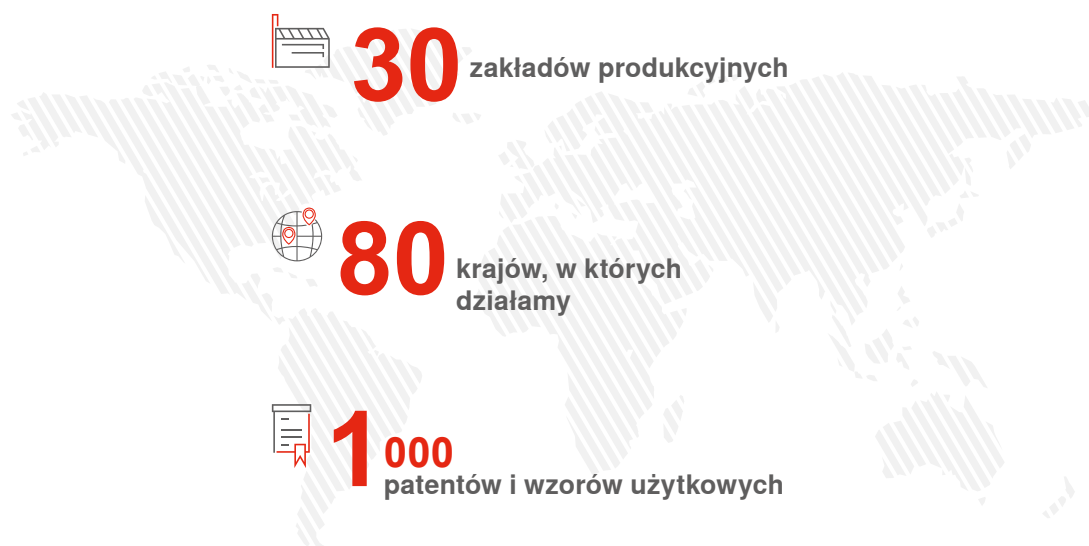 30 zakładów produkcyjnych
80 krajów, w których
działamy
1 000
patentów i wzorów użytkowych